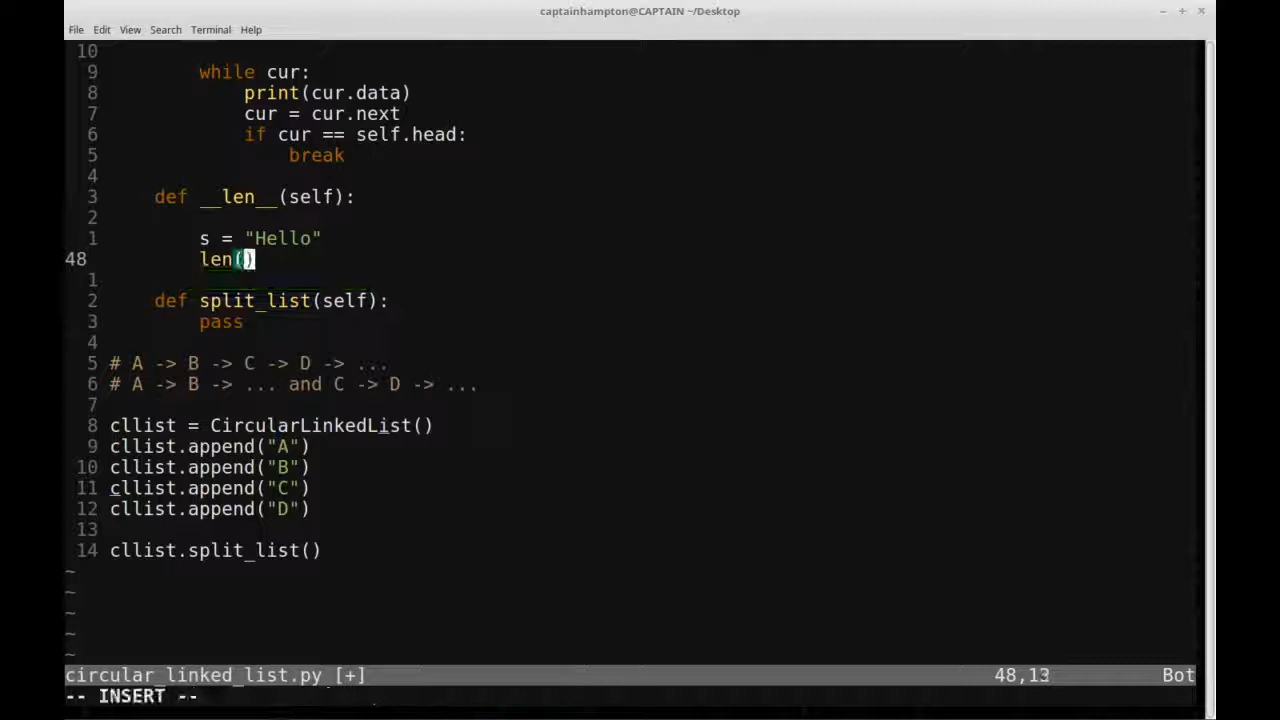 captainhampton@CAPTAIN ~/Desktop
File Edit View Search Terminal Help
10
9         while cur:
8             print(cur.data)
7             cur = cur.next
6             if cur == self.head:
5                 break
4
3     def __len__(self):
2
1         s = "Hello"
48         len()
1
2     def split_list(self):
3         pass
4
5 # A -> B -> C -> D -> ...
6 # A -> B -> ... and C -> D -> ...
7
8 cllist = CircularLinkedList()
9 cllist.append("A")
10 cllist.append("B")
11 cllist.append("C")
12 cllist.append("D")
13
14 cllist.split_list()
~
~
~
~
~
circular_linked_list.py [+] 48,13 Bot
-- INSERT --